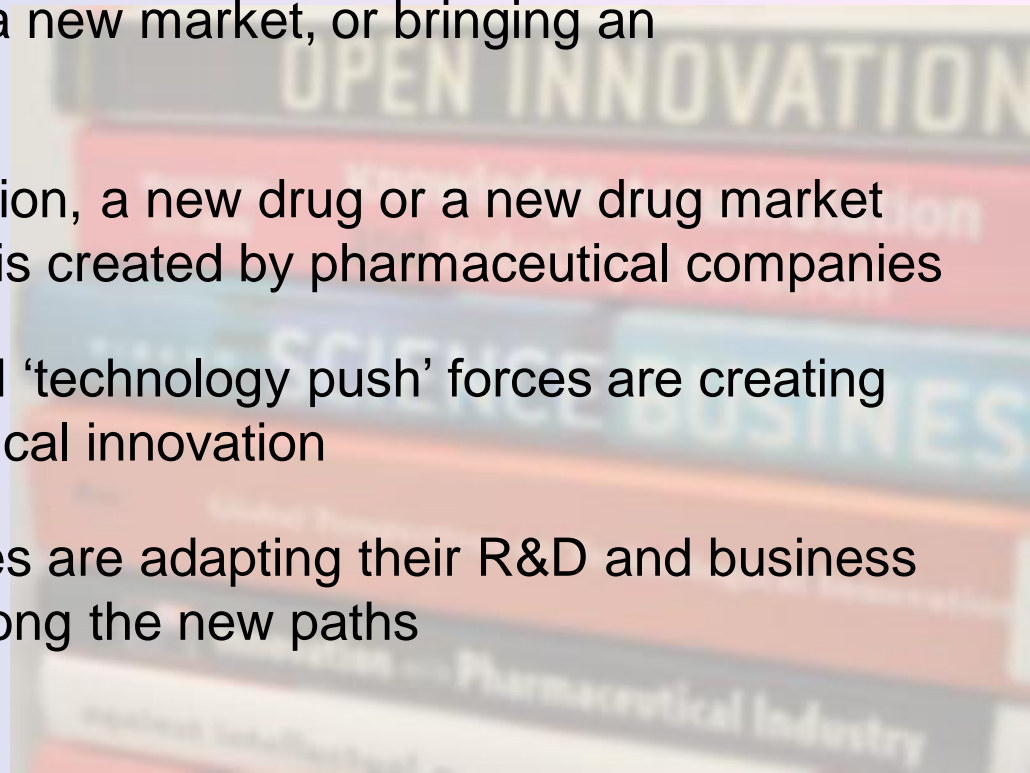 a new market, or bringing an
OPEN INNOVATION
ion, a new drug or a new drug market
is created by pharmaceutical companies
‘technology push’ forces are creating
SCIENCE BUSINESS
cal innovation
es are adapting their R&D and business
ong the new paths
Pharmaceutical Industry